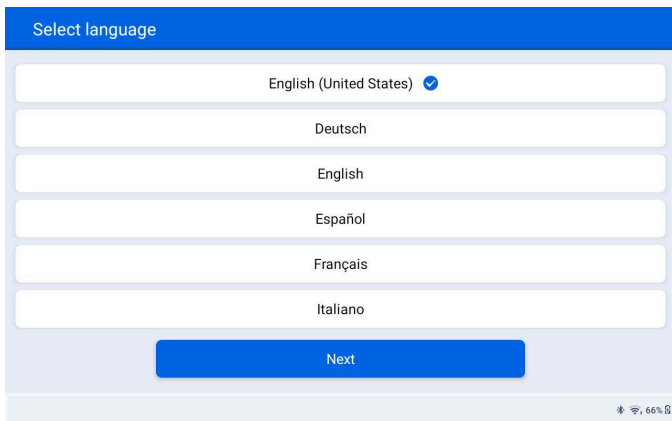 Select language
English (United States)
Deutsch
English
Español
Français
Italiano
Next
66%